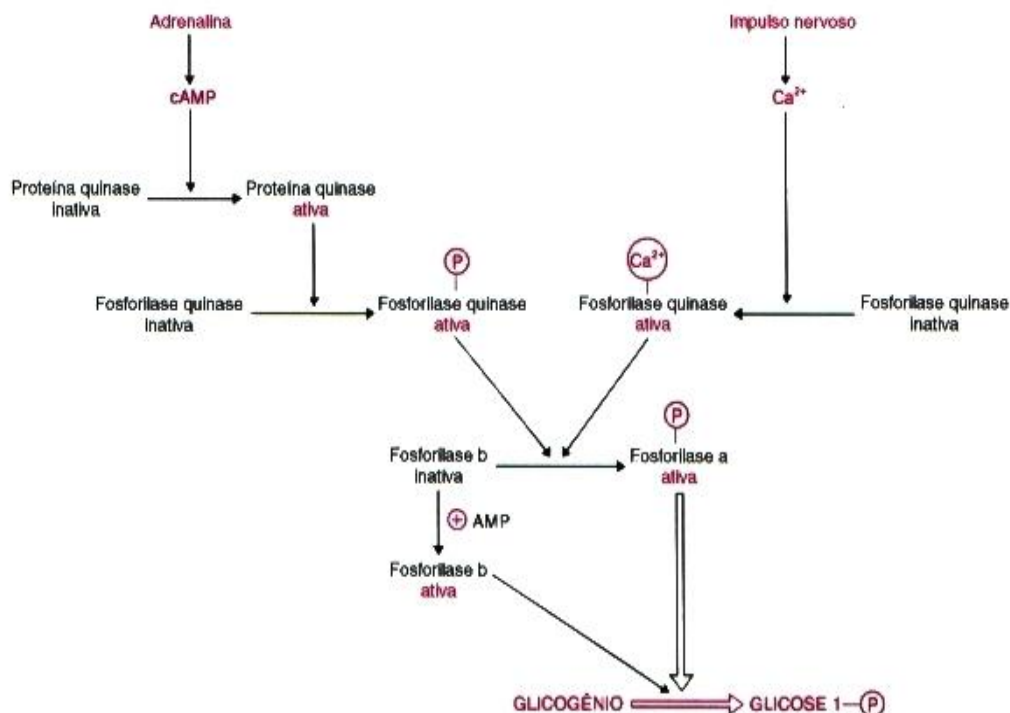 Adrenalina
Impulso nervoso
cAMP
Ca²⁺
Proteína quinase
inativa
Proteína quinase
ativa
P
Ca²⁺
Fosforilase quinase
inativa
Fosforilase quinase
ativa
Fosforilase quinase
ativa
Fosforilase quinase
inativa
P
Fosforilase b
inativa
Fosforilase a
ativa
+ AMP
Fosforilase b
ativa
GLICOGÊNIO
GLICOSE 1—P